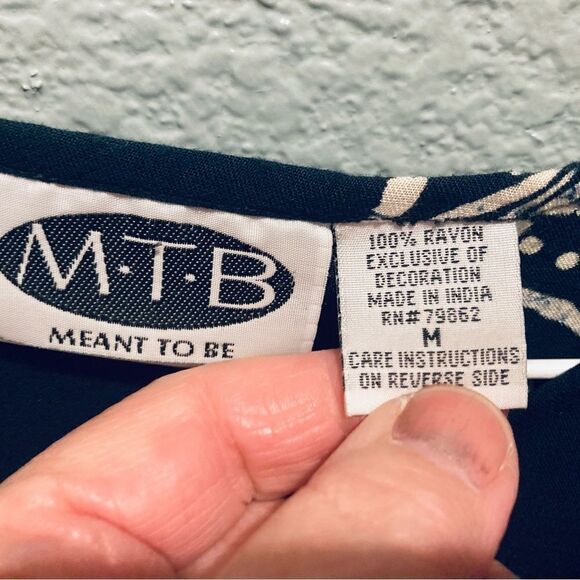 M·T·B
MEANT TO BE
100% RAYON
EXCLUSIVE OF
DECORATION
MADE IN INDIA
RN#79862
M
CARE INSTRUCTIONS
ON REVERSE SIDE